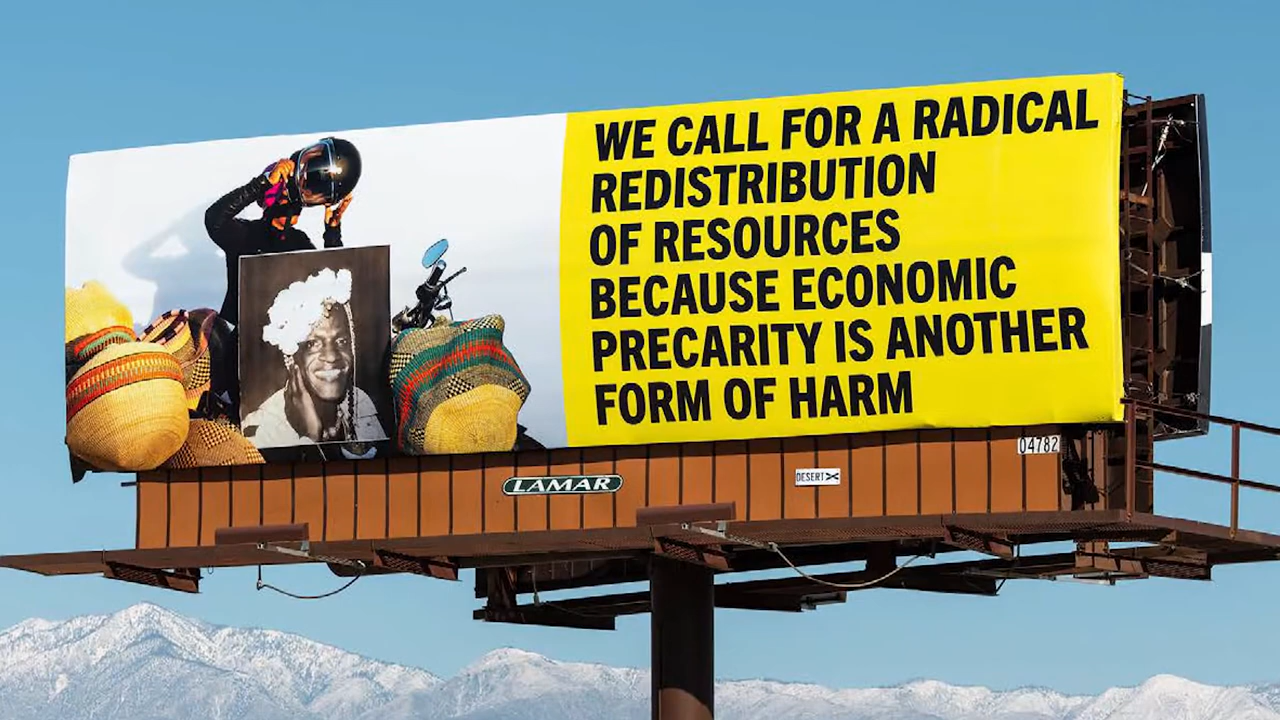 WE CALL FOR A RADICAL
REDISTRIBUTION
OF RESOURCES
BECAUSE ECONOMIC
PRECARITY IS ANOTHER
FORM OF HARM
04782
LAMAR
DESERT X